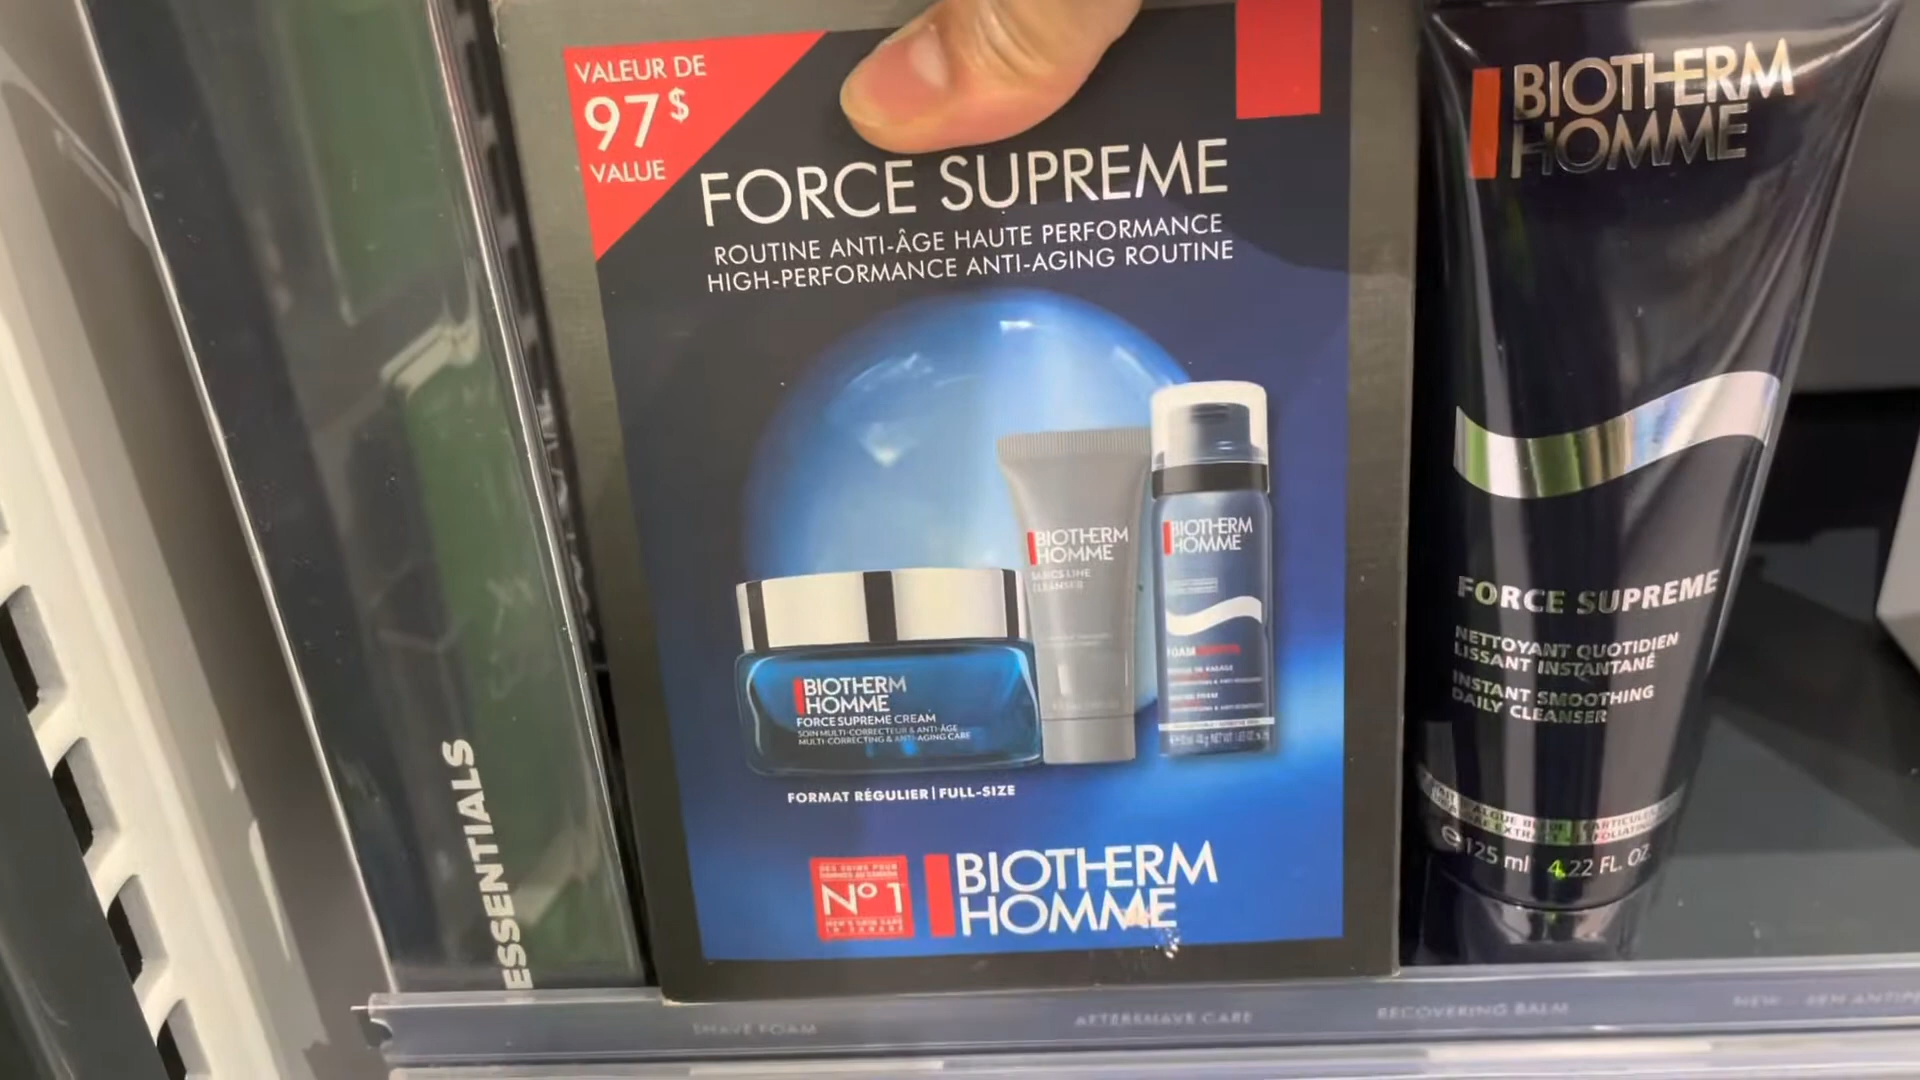 VALEUR DE
97$
VALUE
FORCE SUPREME
ROUTINE ANTI-ÂGE HAUTE PERFORMANCE
HIGH-PERFORMANCE ANTI-AGING ROUTINE
BIOTHERM
HOMME
FORCE SUPREME CREAM
SOIN MULTI-CORRECTEUR & ANTI-ÂGE
MULTI-CORRECTING & ANTI-AGING CARE
BIOTHERM
HOMME
CLEANSER
BIOTHERM
HOMME
FOAM
FORMAT RÉGULIER | FULL-SIZE
Nº 1
BIOTHERM
HOMME
BIOTHERM
HOMME
FORCE SUPREME
NETTOYANT QUOTIDIEN
LISSANT INSTANTANÉ
INSTANT SMOOTHING
DAILY CLEANSER
e 125 ml 4.22 FL. OZ.
ESSENTIALS
SHAVE FOAM
AFTERSHAVE CARE
RECOVERING BALM